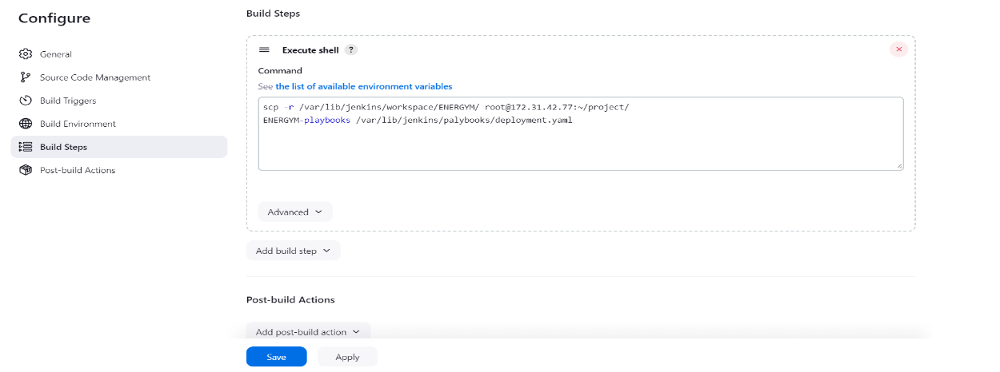 Configure
General
Source Code Management
Build Triggers
Build Environment
Build Steps
Post-build Actions
Build Steps
Execute shell ?
Command
See the list of available environment variables
scp -r /var/lib/jenkins/workspace/ENERGYM/ root@172.31.42.77:~/project/
ENERGYM-playbooks /var/lib/jenkins/palybooks/deployment.yaml
Advanced
Add build step
Post-build Actions
Add post-build action
Save
Apply